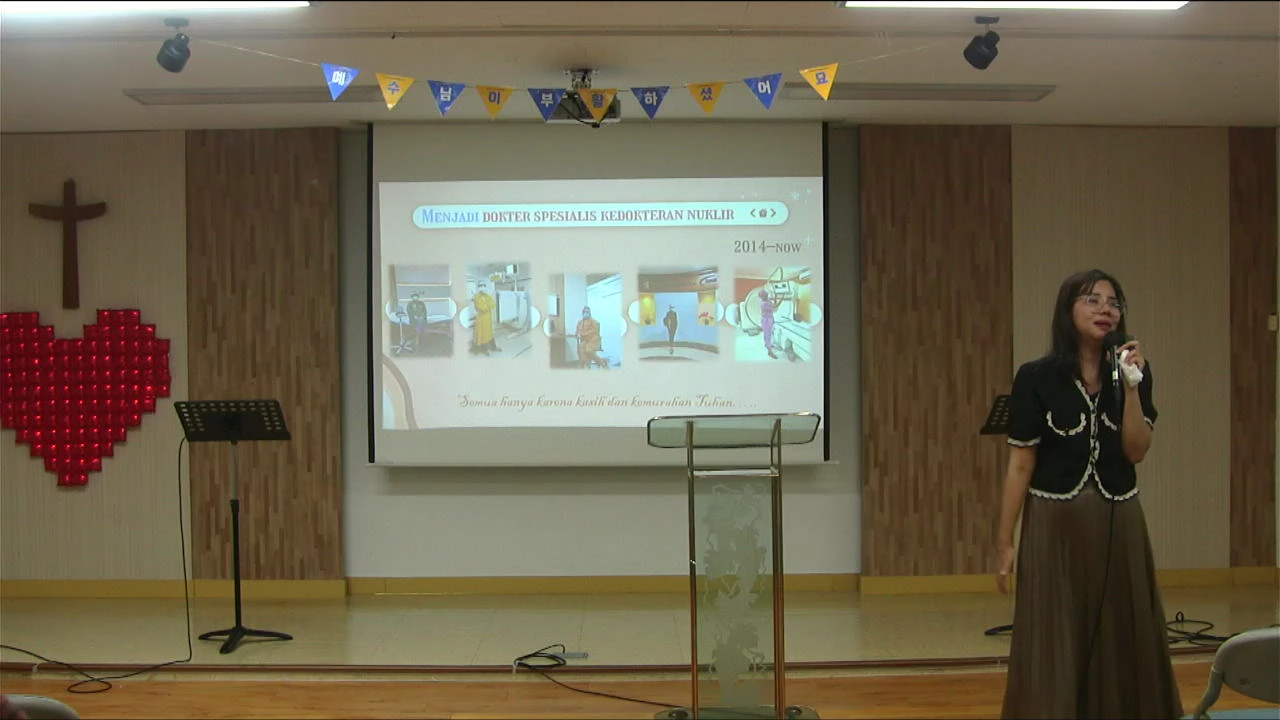 예수님이 부활하셨어요
MENJADI DOKTER SPESIALIS KEDOKTERAN NUKLIR
2014–NOW
Semua hanya karena kasih dan kemurahan Tuhan.....